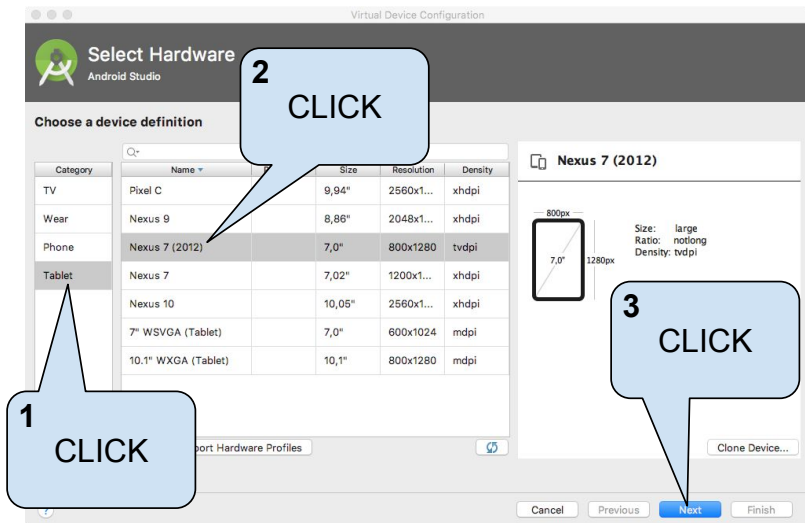 Virtual Device Configuration
Select Hardware
Android Studio
2
CLICK
Choose a device definition
Category
Name
Size
Resolution
Density
TV
Wear
Phone
Tablet
Pixel C 9,94" 2560x1... xhdpi
Nexus 9 8,86" 2048x1... xhdpi
Nexus 7 (2012) 7,0" 800x1280 tvdpi
Nexus 7 7,02" 1200x1... xhdpi
Nexus 10 10,05" 2560x1... xhdpi
7" WSVGA (Tablet) 7,0" 600x1024 mdpi
10.1" WXGA (Tablet) 10,1" 800x1280 mdpi
Nexus 7 (2012)
800px
7,0"
1280px
Size: large
Ratio: notlong
Density: tvdpi
3
CLICK
1
CLICK
Hardware Profiles
Clone Device...
?
Cancel
Previous
Next
Finish